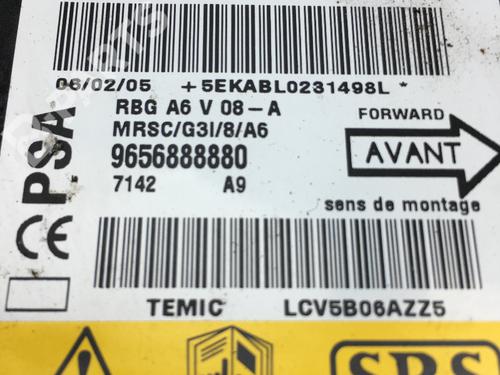 06/02/05 +5EKABL0231498L *
RBG A6 V 08-A
MRSC/G3I/8/A6
9656888880
7142 A9
FORWARD
AVANT
sens de montage
PSA
CE
TEMIC LCV5B06AZZ5
SRS